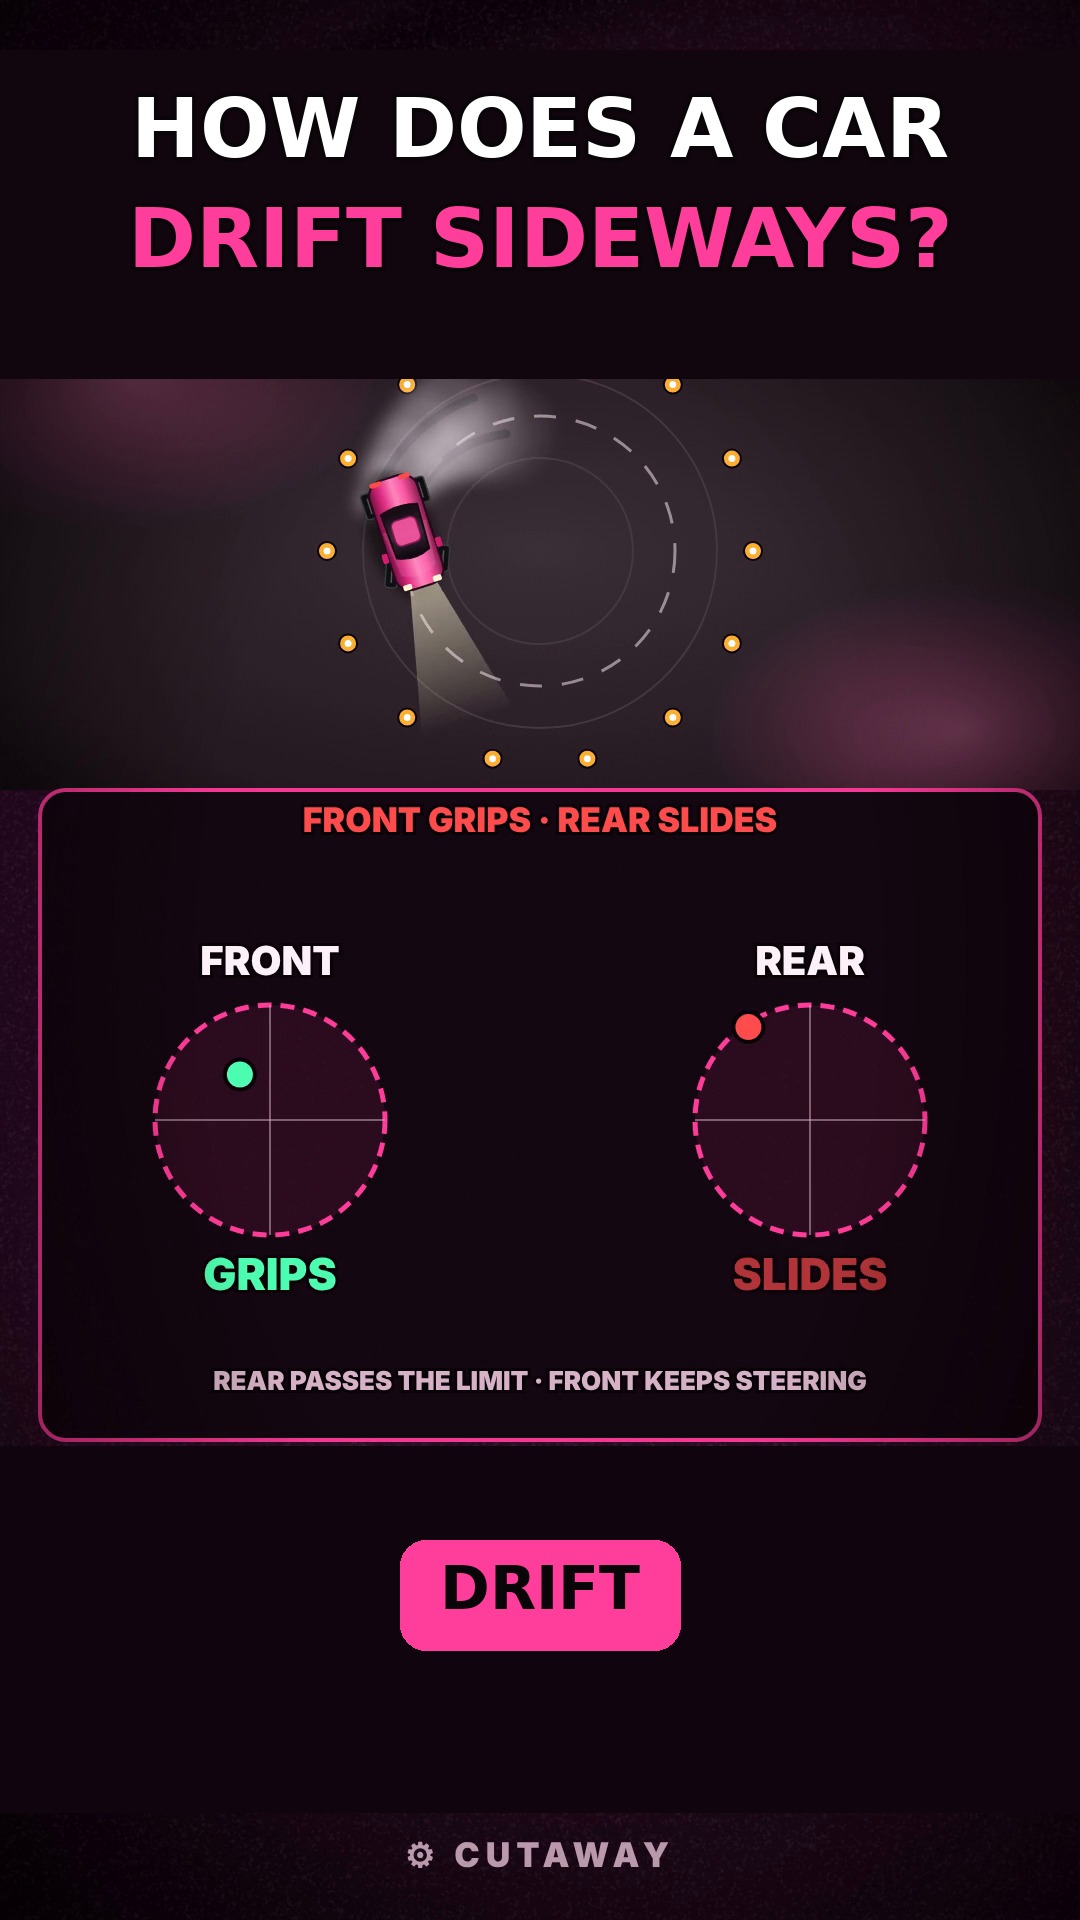 HOW DOES A CAR
DRIFT SIDEWAYS?
FRONT GRIPS · REAR SLIDES
FRONT
REAR
GRIPS
SLIDES
REAR PASSES THE LIMIT · FRONT KEEPS STEERING
DRIFT
⚙ CUTAWAY